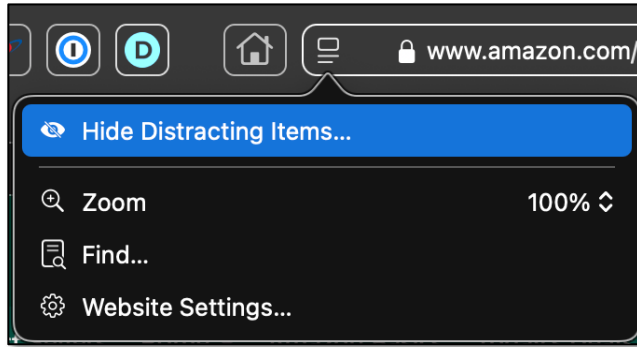 D
www.amazon.com/
Hide Distracting Items...
Zoom 100%
Find...
Website Settings...